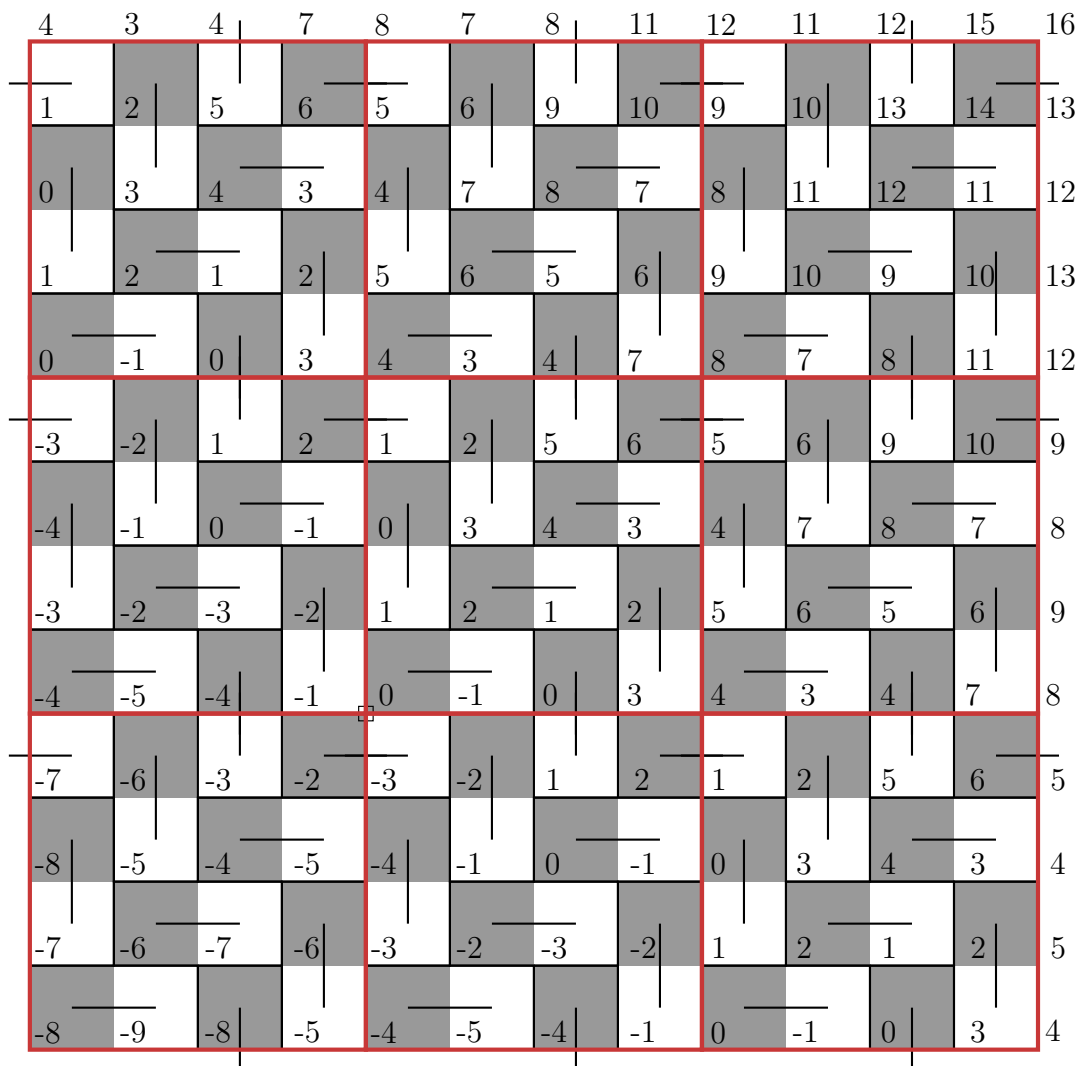 4 3 4 7 8 7 8 11 12 11 12 15 16
1 2 5 6 5 6 9 10 9 10 13 14 13
0 3 4 3 4 7 8 7 8 11 12 11 12
1 2 1 2 5 6 5 6 9 10 9 10 13
0 -1 0 3 4 3 4 7 8 7 8 11 12
-3 -2 1 2 1 2 5 6 5 6 9 10 9
-4 -1 0 -1 0 3 4 3 4 7 8 7 8
-3 -2 -3 -2 1 2 1 2 5 6 5 6 9
-4 -5 -4 -1 0 -1 0 3 4 3 4 7 8
-7 -6 -3 -2 -3 -2 1 2 1 2 5 6 5
-8 -5 -4 -5 -4 -1 0 -1 0 3 4 3 4
-7 -6 -7 -6 -3 -2 -3 -2 1 2 1 2 5
-8 -9 -8 -5 -4 -5 -4 -1 0 -1 0 3 4